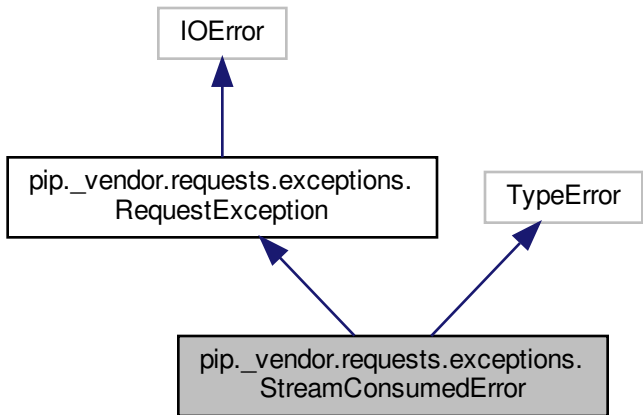 IOError
pip._vendor.requests.exceptions.
RequestException
TypeError
pip._vendor.requests.exceptions.
StreamConsumedError